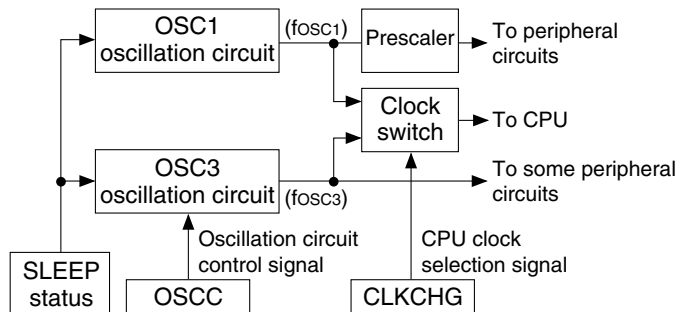 OSC1
oscillation circuit
(fOSC1)
Prescaler
To peripheral
circuits
Clock
switch
To CPU
OSC3
oscillation circuit
(fOSC3)
To some peripheral
circuits
Oscillation circuit
control signal
CPU clock
selection signal
SLEEP
status
OSCC
CLKCHG